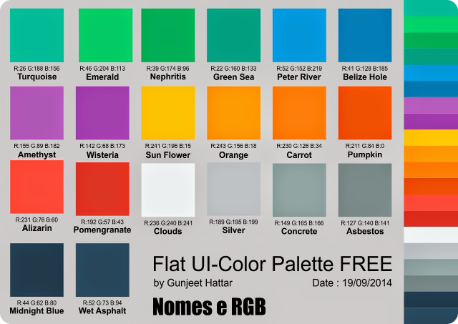 R:26 G:188 B:156 R:46 G:204 B:113 R:39 G:174 B:96 R:22 G:160 B:133 R:52 G:152 B:219 R:41 G:128 B:185
Turquoise Emerald Nephritis Green Sea Peter River Belize Hole
R:155 G:89 B:182 R:142 G:68 B:173 R:241 G:196 B:15 R:243 G:156 B:18 R:230 G:126 B:34 R:211 G:84 B:0
Amethyst Wisteria Sun Flower Orange Carrot Pumpkin
R:231 G:76 B:60 R:192 G:57 B:43 R:236 G:240 B:241 R:189 G:195 B:199 R:149 G:165 B:166 R:127 G:140 B:141
Alizarin Pomengranate Clouds Silver Concrete Asbestos
Flat UI-Color Palette FREE
by Gunjeet Hattar Date : 19/09/2014
R:44 G:62 B:80 R:52 G:73 B:94
Midnight Blue Wet Asphalt
Nomes e RGB